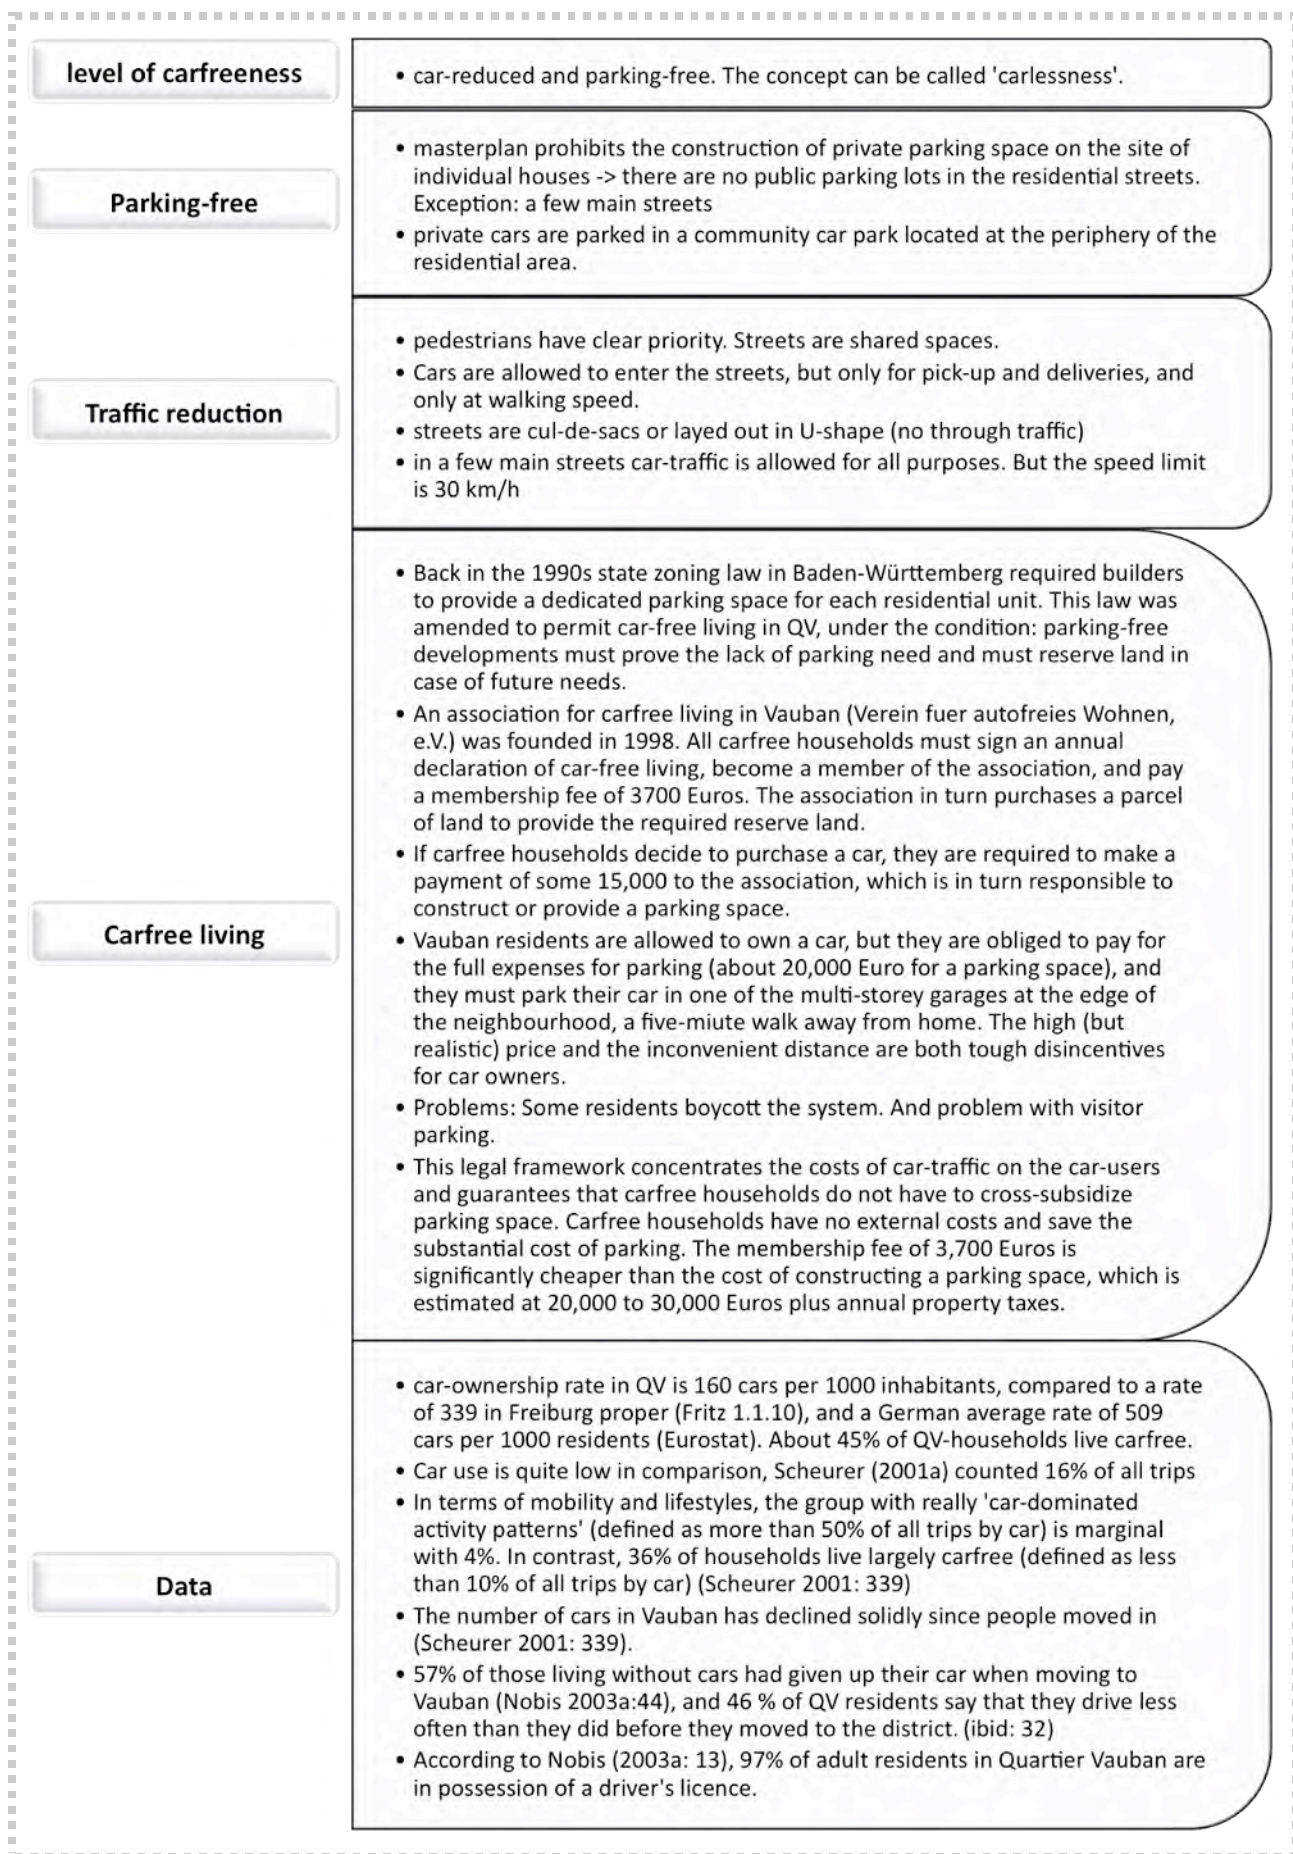 level of carfreeness
• car-reduced and parking-free. The concept can be called 'carlessness'.
Parking-free
• masterplan prohibits the construction of private parking space on the site of
individual houses -> there are no public parking lots in the residential streets.
Exception: a few main streets
• private cars are parked in a community car park located at the periphery of the
residential area.
Traffic reduction
• pedestrians have clear priority. Streets are shared spaces.
• Cars are allowed to enter the streets, but only for pick-up and deliveries, and
only at walking speed.
• streets are cul-de-sacs or layed out in U-shape (no through traffic)
• in a few main streets car-traffic is allowed for all purposes. But the speed limit
is 30 km/h
Carfree living
• Back in the 1990s state zoning law in Baden-Württemberg required builders
to provide a dedicated parking space for each residential unit. This law was
amended to permit car-free living in QV, under the condition: parking-free
developments must prove the lack of parking need and must reserve land in
case of future needs.
• An association for carfree living in Vauban (Verein fuer autofreies Wohnen,
e.V.) was founded in 1998. All carfree households must sign an annual
declaration of car-free living, become a member of the association, and pay
a membership fee of 3700 Euros. The association in turn purchases a parcel
of land to provide the required reserve land.
• If carfree households decide to purchase a car, they are required to make a
payment of some 15,000 to the association, which is in turn responsible to
construct or provide a parking space.
• Vauban residents are allowed to own a car, but they are obliged to pay for
the full expenses for parking (about 20,000 Euro for a parking space), and
they must park their car in one of the multi-storey garages at the edge of
the neighbourhood, a five-miute walk away from home. The high (but
realistic) price and the inconvenient distance are both tough disincentives
for car owners.
• Problems: Some residents boycott the system. And problem with visitor
parking.
• This legal framework concentrates the costs of car-traffic on the car-users
and guarantees that carfree households do not have to cross-subsidize
parking space. Carfree households have no external costs and save the
substantial cost of parking. The membership fee of 3,700 Euros is
significantly cheaper than the cost of constructing a parking space, which is
estimated at 20,000 to 30,000 Euros plus annual property taxes.
Data
• car-ownership rate in QV is 160 cars per 1000 inhabitants, compared to a rate
of 339 in Freiburg proper (Fritz 1.1.10), and a German average rate of 509
cars per 1000 residents (Eurostat). About 45% of QV-households live carfree.
• Car use is quite low in comparison, Scheurer (2001a) counted 16% of all trips
• In terms of mobility and lifestyles, the group with really 'car-dominated
activity patterns' (defined as more than 50% of all trips by car) is marginal
with 4%. In contrast, 36% of households live largely carfree (defined as less
than 10% of all trips by car) (Scheurer 2001: 339)
• The number of cars in Vauban has declined solidly since people moved in
(Scheurer 2001: 339).
• 57% of those living without cars had given up their car when moving to
Vauban (Nobis 2003a:44), and 46 % of QV residents say that they drive less
often than they did before they moved to the district. (ibid: 32)
• According to Nobis (2003a: 13), 97% of adult residents in Quartier Vauban are
in possession of a driver's licence.